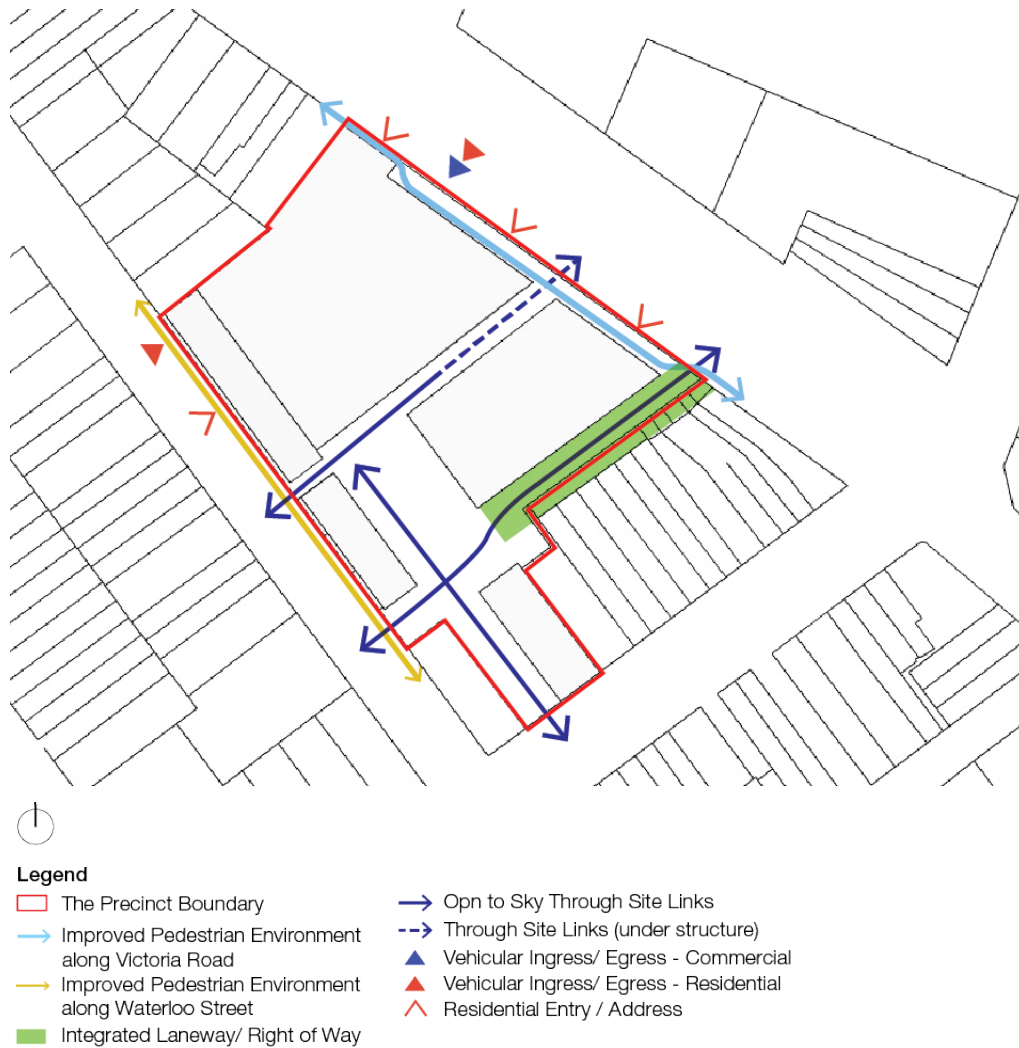 Legend
The Precinct Boundary
Improved Pedestrian Environment
along Victoria Road
Improved Pedestrian Environment
along Waterloo Street
Integrated Laneway/ Right of Way
Opn to Sky Through Site Links
Through Site Links (under structure)
Vehicular Ingress/ Egress - Commercial
Vehicular Ingress/ Egress - Residential
Residential Entry / Address